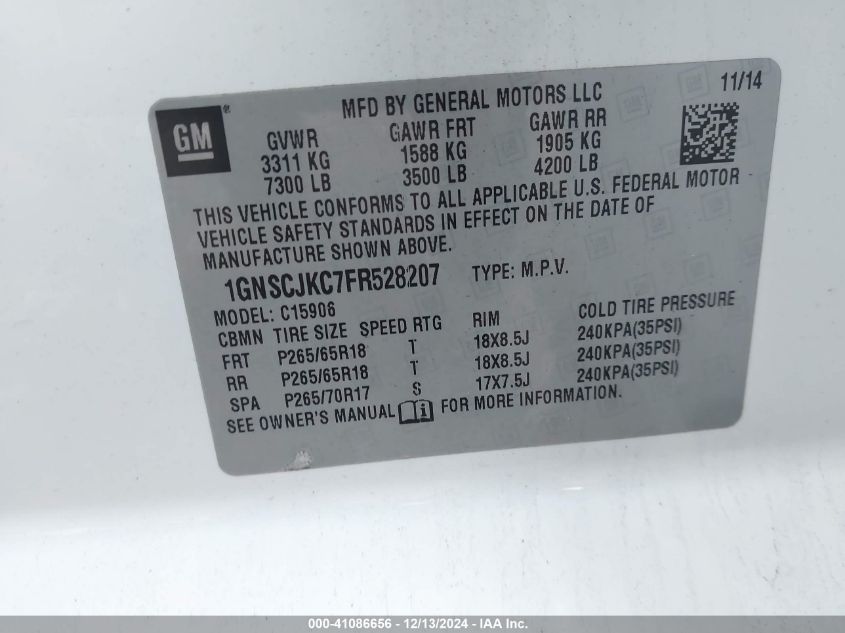 11/14
GM ®
MFD BY GENERAL MOTORS LLC
GVWR GAWR FRT GAWR RR
3311 KG 1588 KG 1905 KG
7300 LB 3500 LB 4200 LB
THIS VEHICLE CONFORMS TO ALL APPLICABLE U.S. FEDERAL MOTOR
VEHICLE SAFETY STANDARDS IN EFFECT ON THE DATE OF
MANUFACTURE SHOWN ABOVE.
1GNSCJKC7FR528207 TYPE: M.P.V.
MODEL: C15906
CBMN TIRE SIZE SPEED RTG RIM COLD TIRE PRESSURE
FRT P265/65R18 T 18X8.5J 240KPA(35PSI)
RR P265/65R18 T 18X8.5J 240KPA(35PSI)
SPA P265/70R17 S 17X7.5J 240KPA(35PSI)
SEE OWNER'S MANUAL FOR MORE INFORMATION.
000-41086656 - 12/13/2024 - IAA Inc.